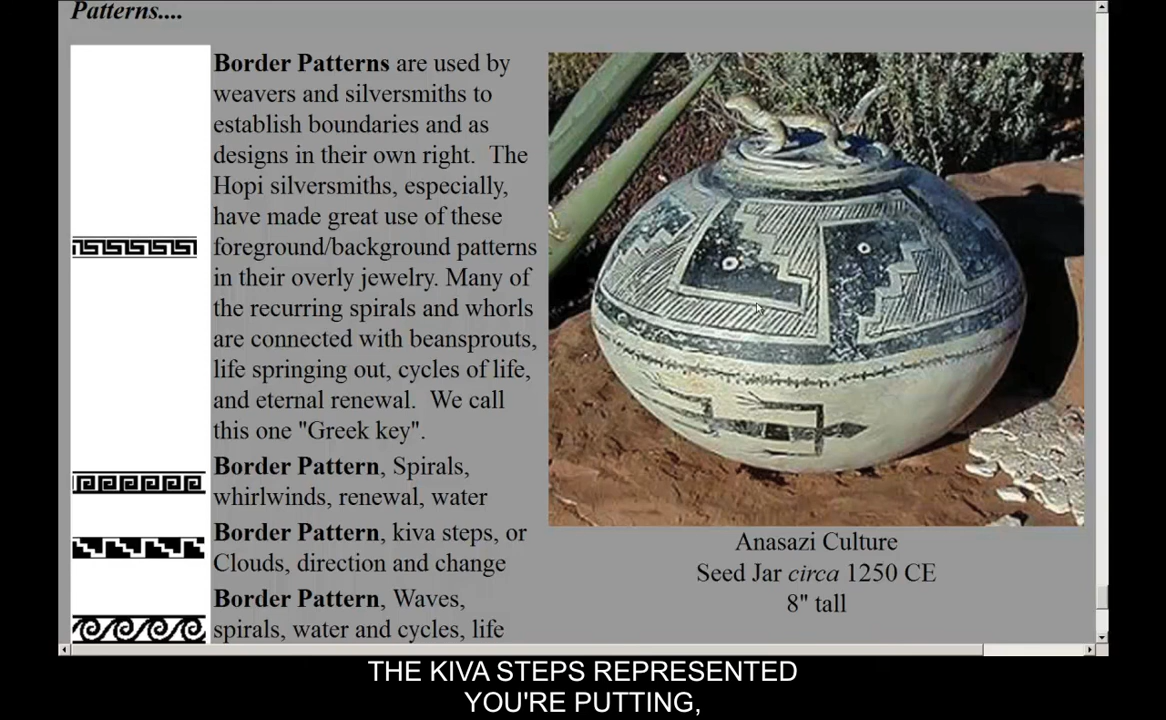 Patterns....
Border Patterns are used by
weavers and silversmiths to
establish boundaries and as
designs in their own right. The
Hopi silversmiths, especially,
have made great use of these
foreground/background patterns
in their overly jewelry. Many of
the recurring spirals and whorls
are connected with beansprouts,
life springing out, cycles of life,
and eternal renewal. We call
this one "Greek key".
Border Pattern, Spirals,
whirlwinds, renewal, water
Border Pattern, kiva steps, or
Clouds, direction and change
Border Pattern, Waves,
spirals, water and cycles, life
Anasazi Culture
Seed Jar circa 1250 CE
8" tall
THE KIVA STEPS REPRESENTED
YOU'RE PUTTING,